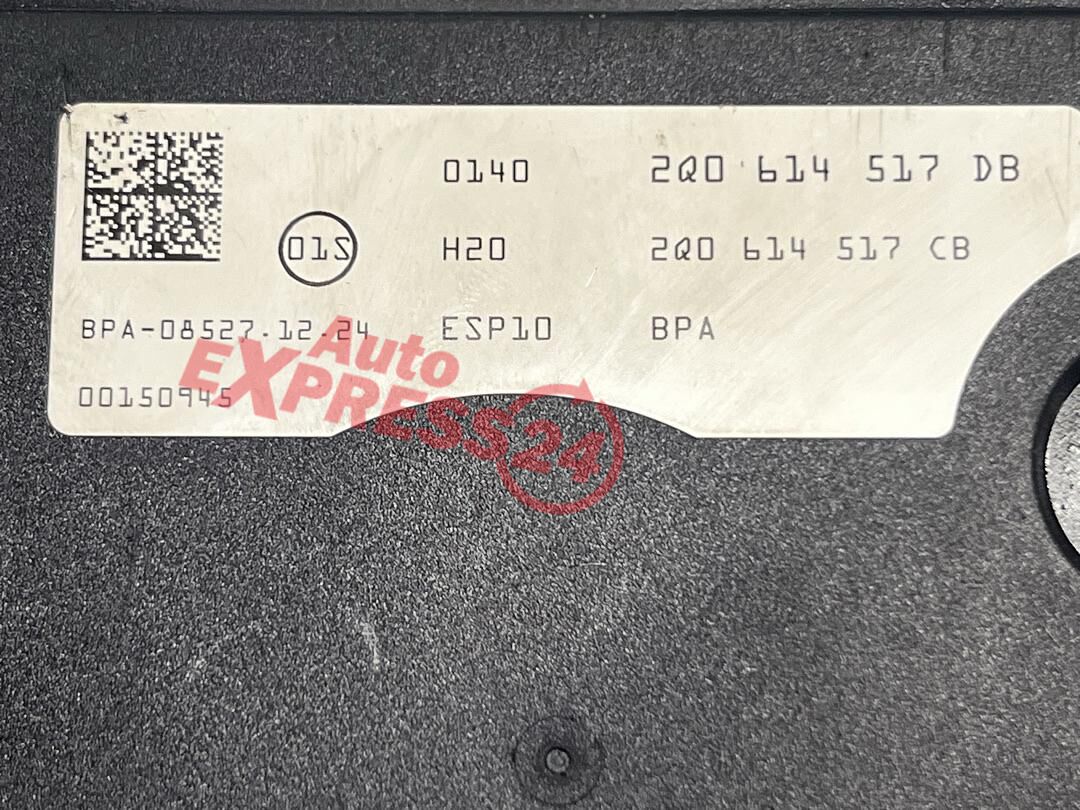 0140 2Q0 614 517 DB
01S H20 2Q0 614 517 CB
BPA-08527.12.24 ESP10 BPA
00150945
Auto
EXPRESS24